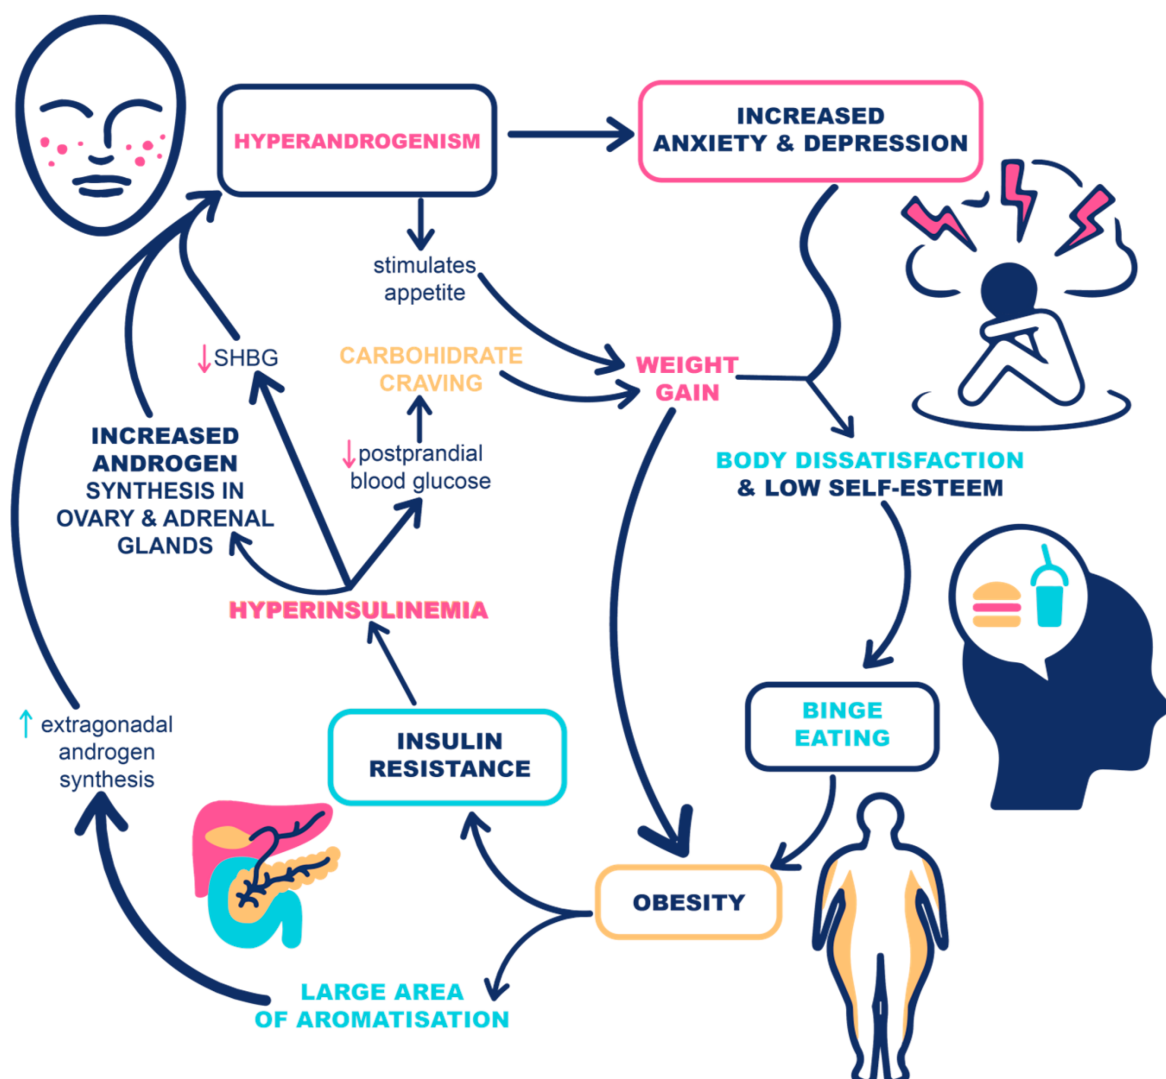 HYPERANDROGENISM
INCREASED
ANXIETY & DEPRESSION
stimulates
appetite
↓SHBG
CARBOHIDRATE
CRAVING
WEIGHT
GAIN
INCREASED
ANDROGEN
SYNTHESIS IN
OVARY & ADRENAL
GLANDS
↓postprandial
blood glucose
BODY DISSATISFACTION
& LOW SELF-ESTEEM
HYPERINSULINEMIA
↑ extragonadal
androgen
synthesis
INSULIN
RESISTANCE
BINGE
EATING
OBESITY
LARGE AREA
OF AROMATISATION